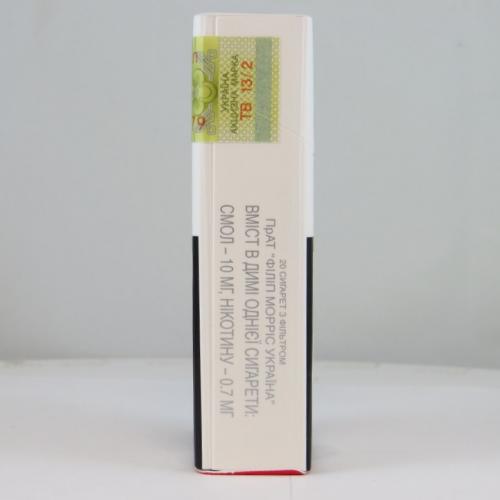 УКРАЇНА
АКЦИЗНА МАРКА
ТВ 13/2
20 СИГАРЕТ З ФІЛЬТРОМ
ПрАТ "ФІЛІП МОРРІС УКРАЇНА"
ВМІСТ В ДИМІ ОДНІЄЇ СИГАРЕТИ:
СМОЛ – 10 МГ, НІКОТИНУ – 0.7 МГ